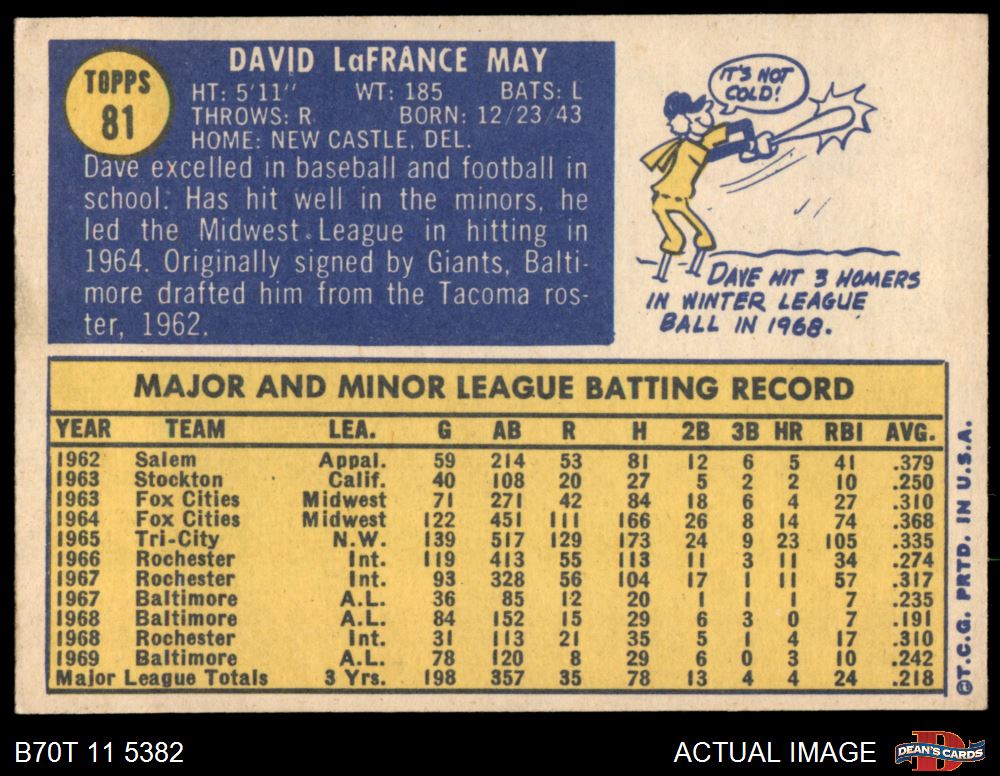 TOPPS
81
DAVID LaFRANCE MAY
HT: 5'11" WT: 185 BATS: L
THROWS: R BORN: 12/23/43
HOME: NEW CASTLE, DEL.
Dave excelled in baseball and football in
school. Has hit well in the minors, he
led the Midwest League in hitting in
1964. Originally signed by Giants, Balti-
more drafted him from the Tacoma ros-
ter, 1962.
IT'S NOT
COLD!
DAVE HIT 3 HOMERS
IN WINTER LEAGUE
BALL IN 1968.
MAJOR AND MINOR LEAGUE BATTING RECORD
YEAR TEAM LEA. G AB R H 2B 3B HR RBI AVG.
1962 Salem Appal. 59 214 53 81 12 6 5 41 .379
1963 Stockton Calif. 40 108 20 27 5 2 2 10 .250
1963 Fox Cities Midwest 71 271 42 84 18 6 4 27 .310
1964 Fox Cities Midwest 122 451 111 166 26 8 14 74 .368
1965 Tri-City N.W. 139 517 129 173 24 9 23 105 .335
1966 Rochester Int. 119 413 55 113 11 3 11 34 .274
1967 Rochester Int. 93 328 56 104 17 1 11 57 .317
1967 Baltimore A.L. 36 85 12 20 1 1 1 7 .235
1968 Baltimore A.L. 84 152 15 29 6 3 0 7 .191
1968 Rochester Int. 31 113 21 35 5 1 4 17 .310
1969 Baltimore A.L. 78 120 8 29 6 0 3 10 .242
Major League Totals 3 Yrs. 198 357 35 78 13 4 4 24 .218
©T.C.G. PRTD. IN U.S.A.
B70T 11 5382
ACTUAL IMAGE
D
DEAN'S CARDS